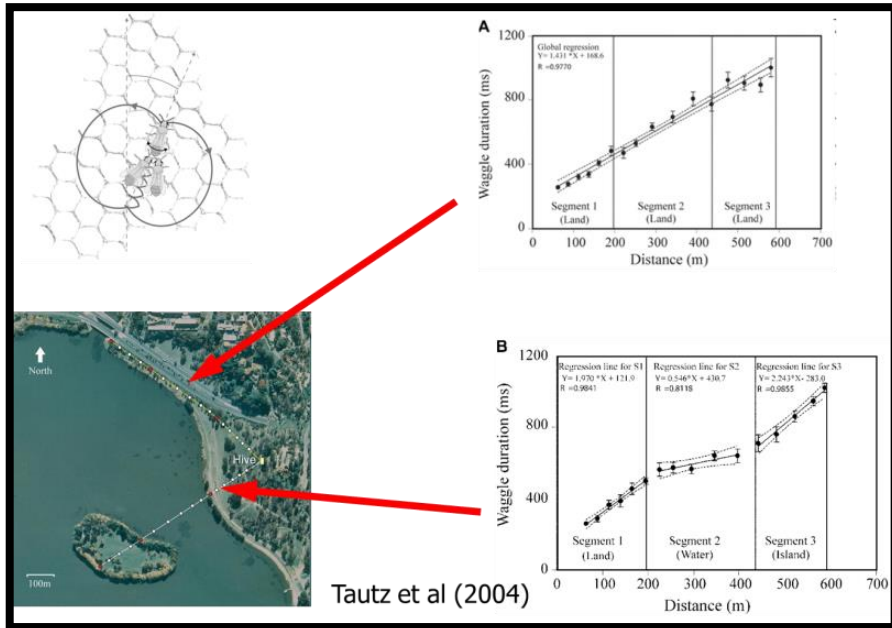 A
1200
800
400
0
Waggle duration (ms)
Global regression
Y= 1.431 *X + 168.6
R =0.9770
Segment 1
(Land)
Segment 2
(Land)
Segment 3
(Land)
0 100 200 300 400 500 600 700
Distance (m)
North
Hive
100m
B
1200
800
400
0
Waggle duration (ms)
Regression line for S1
Y= 1.970 *X + 121.9
R =0.9841
Regression line for S2
Y= 0.546*X + 430.7
R =0.8118
Regression line for S3
Y= 2.243*X- 283.0
R =0.9855
Segment 1
(Land)
Segment 2
(Water)
Segment 3
(Island)
0 100 200 300 400 500 600 700
Distance (m)
Tautz et al (2004)